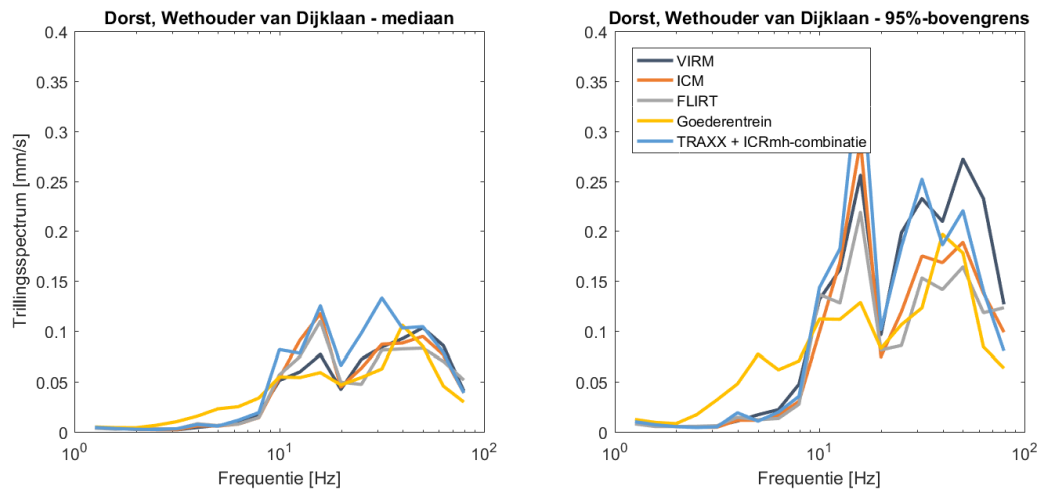 Dorst, Wethouder van Dijklaan - mediaan
0.4
0.35
0.3
0.25
0.2
0.15
0.1
0.05
0
10^0
10^1
10^2
Trillingsspectrum [mm/s]
Frequentie [Hz]
Dorst, Wethouder van Dijklaan - 95%-bovengrens
VIRM
ICM
FLIRT
Goederentrein
TRAXX + ICRmh-combinatie
0.4
0.35
0.3
0.25
0.2
0.15
0.1
0.05
0
10^0
10^1
10^2
Frequentie [Hz]